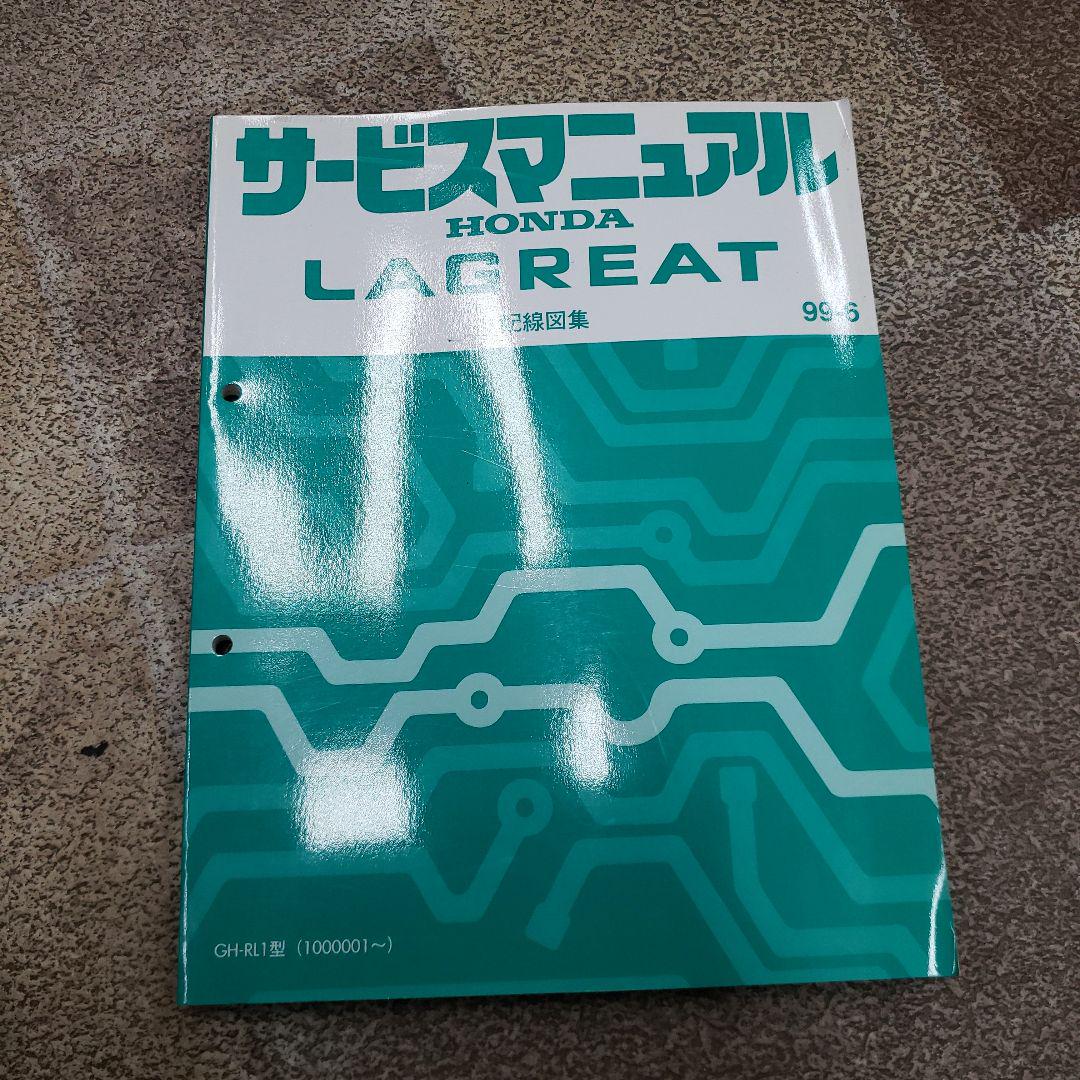 サービスマニュアル
HONDA
LAGREAT
配線図集
99-6
GH-RL1型 (1000001～)